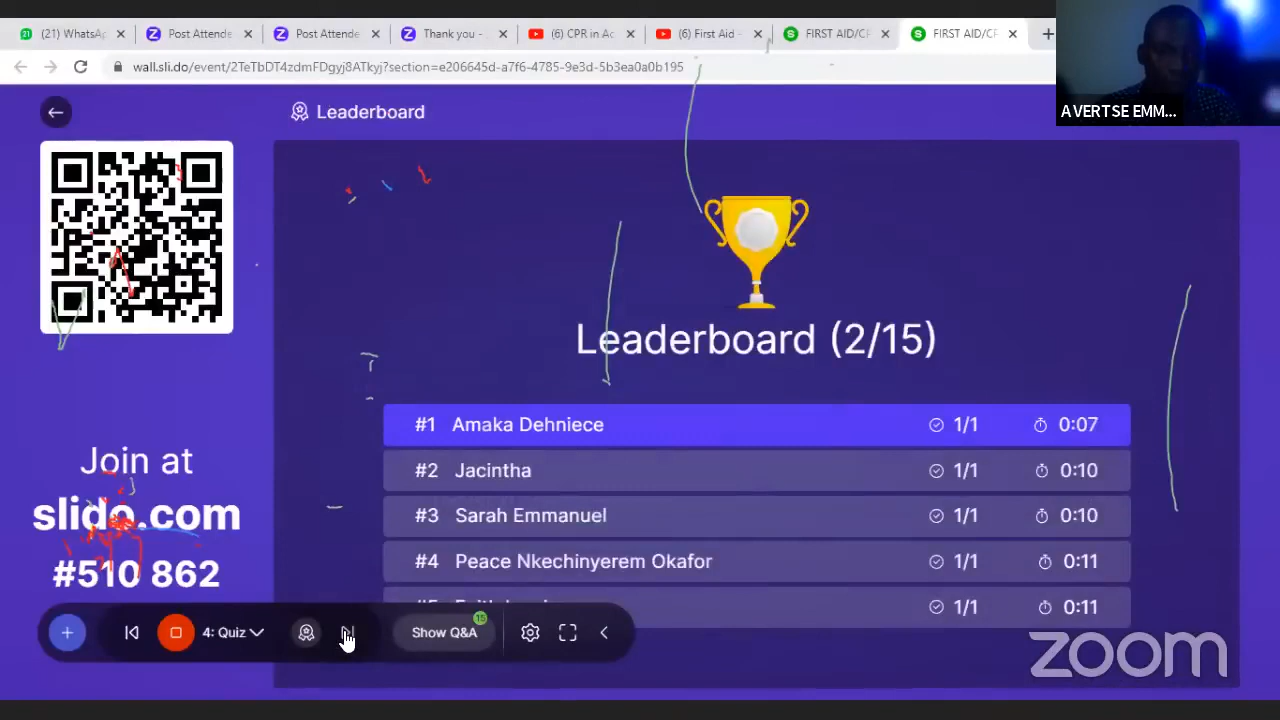 (21) WhatsAp
Post Attende
Post Attende
Thank you -
(6) CPR in Ac
(6) First Aid -
FIRST AID/CF
FIRST AID/CF
wall.sli.do/event/2TeTbDT4zdmFDgyj8ATkyj?section=e206645d-a7f6-4785-9e3d-5b3ea0a0b195
A VERTSE EMM...
Leaderboard
Leaderboard (2/15)
#1 Amaka Dehniece 1/1 0:07
#2 Jacintha 1/1 0:10
#3 Sarah Emmanuel 1/1 0:10
#4 Peace Nkechinyerem Okafor 1/1 0:11
1/1 0:11
Join at
slido.com
#510 862
4: Quiz
Show Q&A
15
zoom